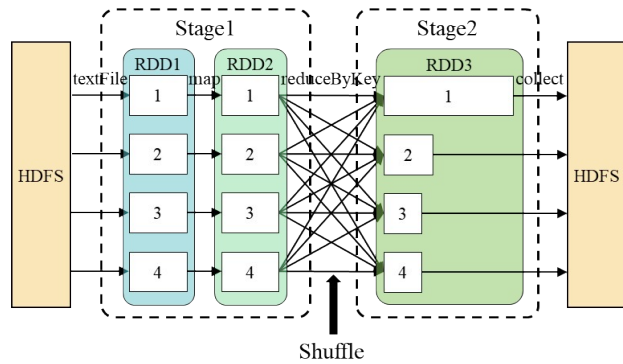 Stage1
Stage2
textFile
RDD1
map
RDD2
reduceByKey
RDD3
collect
HDFS
1
1
1
HDFS
2
2
2
3
3
3
4
4
4
Shuffle